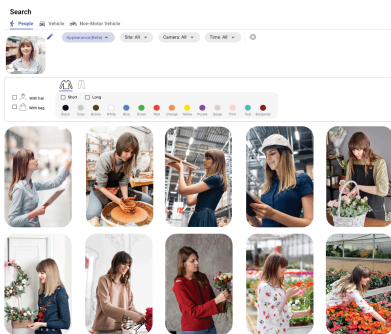 Search
People Vehicle Non-Motor Vehicle
Appearance(Beta) Site: All Camera: All Time: All
With hat
With bag
Short Long
Black Gray Brown White Blue Green Red Orange Yellow Purple Beige Pink Teal Burgundy